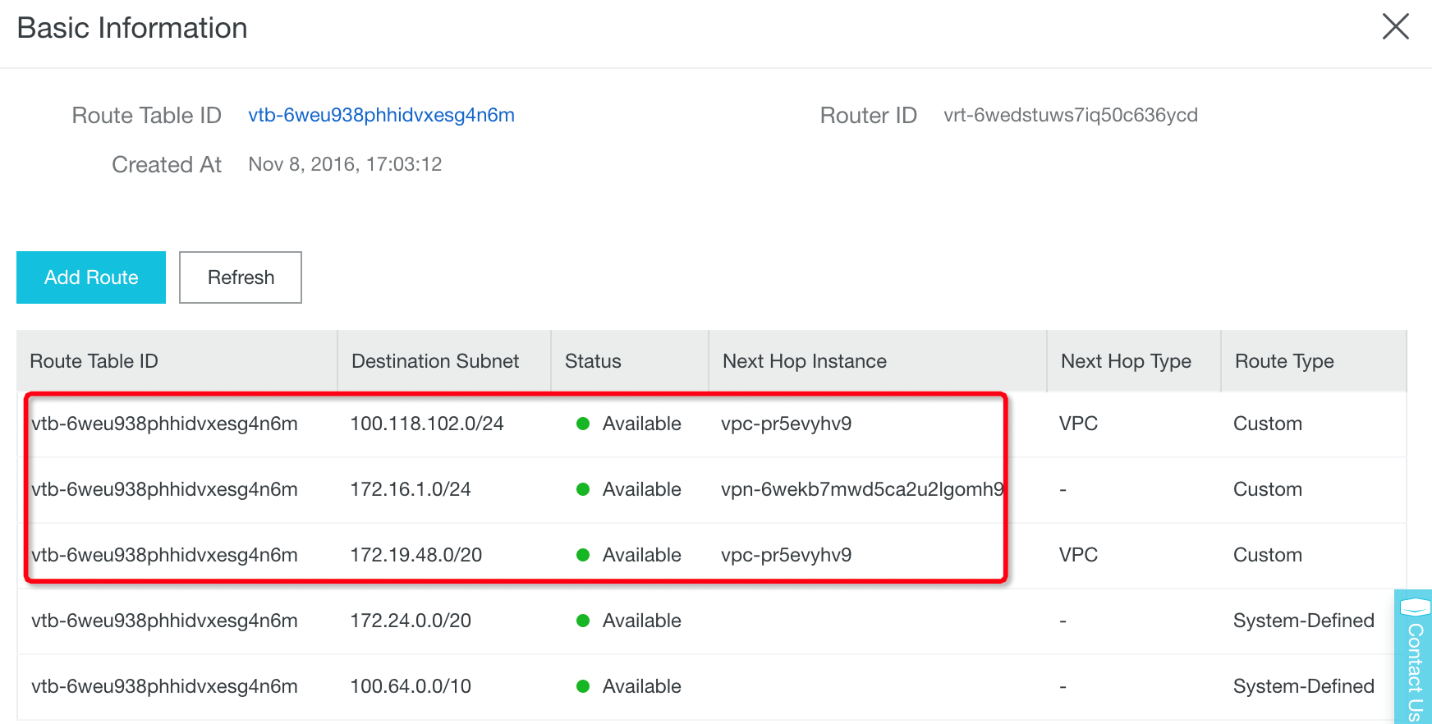 Basic Information
Route Table ID vtb-6weu938phhidvxesg4n6m Router ID vrt-6wedstuws7iq50c636ycd
Created At Nov 8, 2016, 17:03:12
Add Route Refresh
Route Table ID Destination Subnet Status Next Hop Instance Next Hop Type Route Type
vtb-6weu938phhidvxesg4n6m 100.118.102.0/24 Available vpc-pr5evyhv9 VPC Custom
vtb-6weu938phhidvxesg4n6m 172.16.1.0/24 Available vpn-6wekb7mwd5ca2u2lgomh9 - Custom
vtb-6weu938phhidvxesg4n6m 172.19.48.0/20 Available vpc-pr5evyhv9 VPC Custom
vtb-6weu938phhidvxesg4n6m 172.24.0.0/20 Available - System-Defined
vtb-6weu938phhidvxesg4n6m 100.64.0.0/10 Available - System-Defined
Contact Us